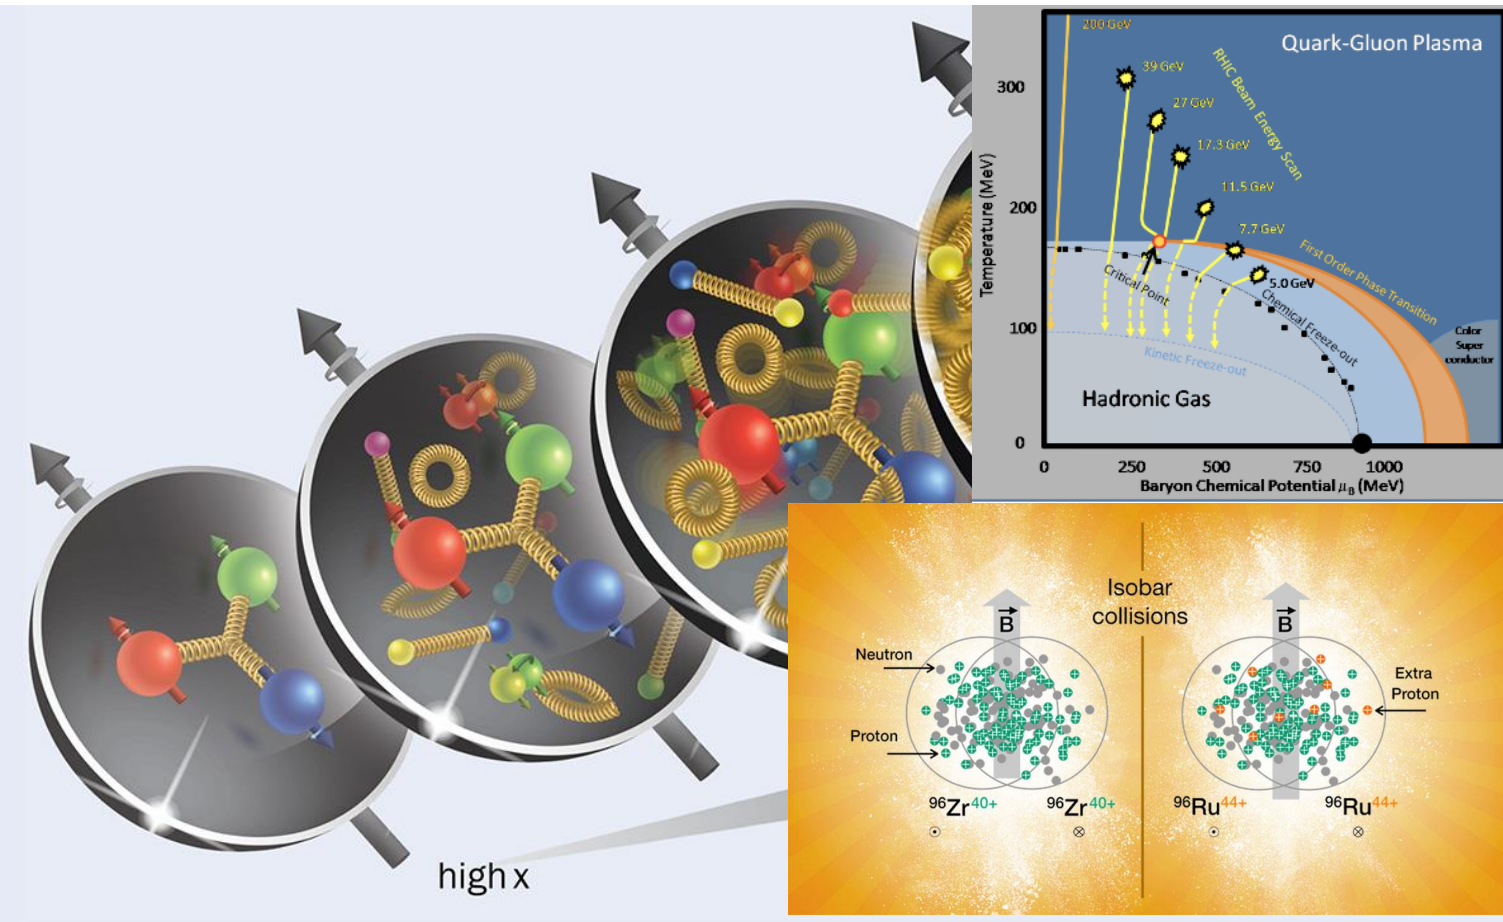 high x
Quark-Gluon Plasma
200 GeV
39 GeV
27 GeV
17.3 GeV
11.5 GeV
7.7 GeV
5.0 GeV
RHIC Beam Energy Scan
First Order Phase Transition
Critical Point
Chemical Freeze-out
Kinetic Freeze-out
Color
Super
conductor
Hadronic Gas
Temperature (MeV)
300
200
100
0
0 250 500 750 1000
Baryon Chemical Potential μB (MeV)
Isobar
collisions
B
B
Neutron
Proton
Extra
Proton
96Zr40+ 96Zr40+
96Ru44+ 96Ru44+